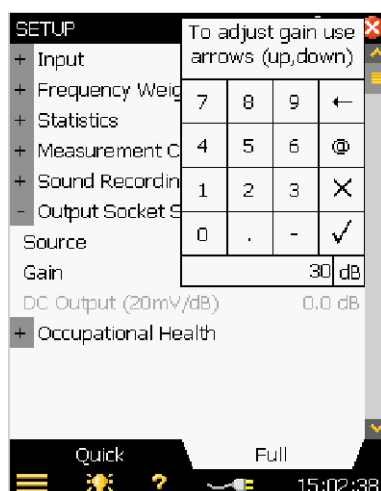 SETUP
To adjust gain use
arrows (up,down)
+ Input
+ Frequency Weig
+ Statistics
+ Measurement C
+ Sound Recordin
- Output Socket S
7 8 9 ←
4 5 6 @
1 2 3 X
0 . - ✓
Source
Gain 30 dB
DC Output (20mV/dB) 0.0 dB
+ Occupational Health
Quick Full
? 15:02:38